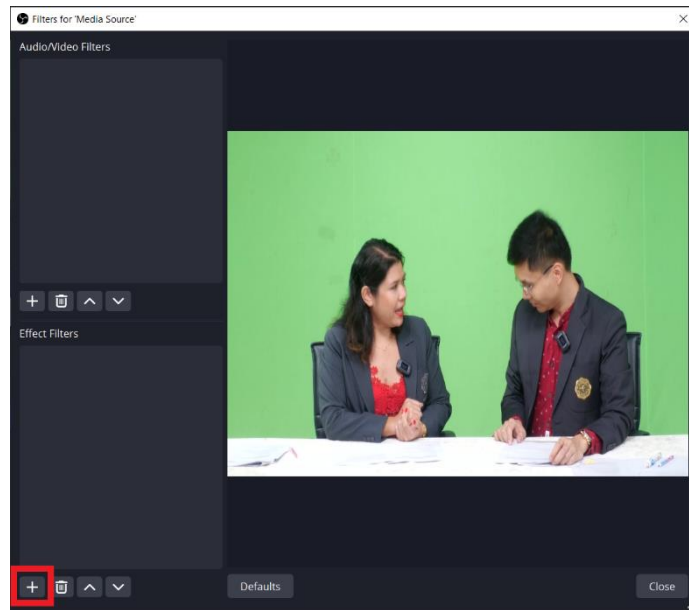 Filters for 'Media Source'
Audio/Video Filters
Effect Filters
Defaults
Close